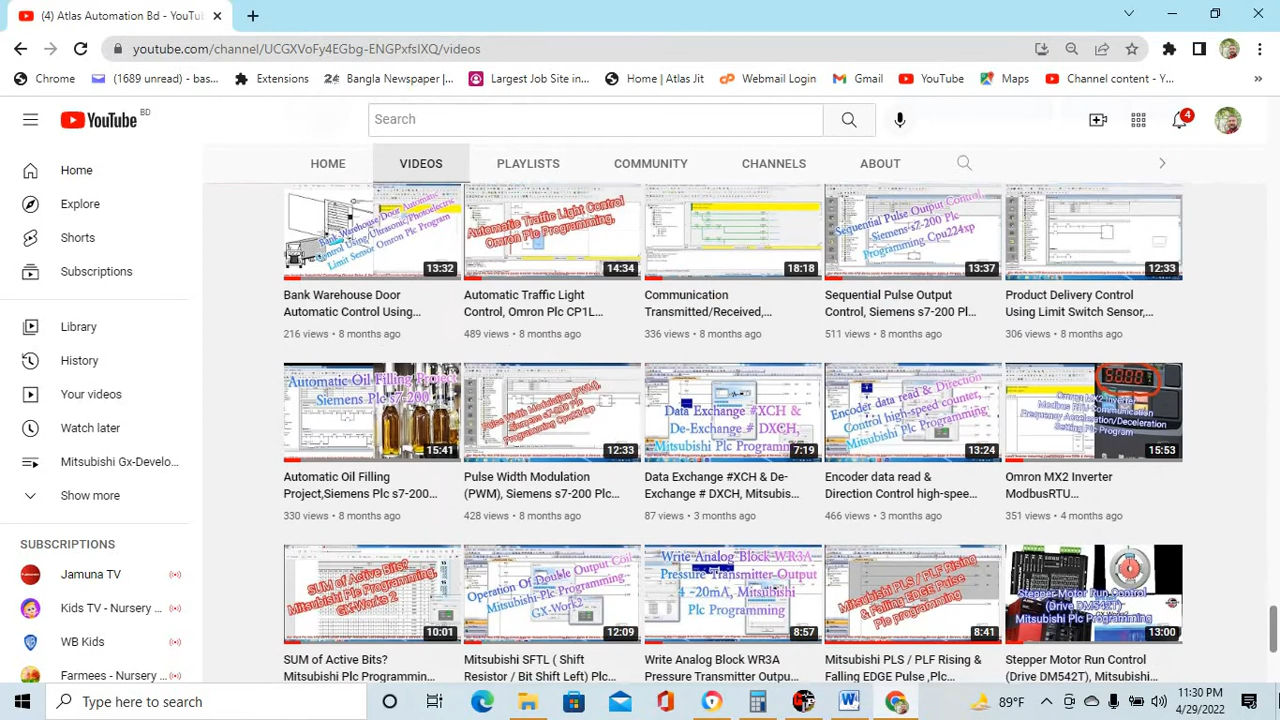 (4) Atlas Automation Bd - YouTu
youtube.com/channel/UCGXVoFy4EGbg-ENGPxfsIXQ/videos
Chrome (1689 unread) - bas... Extensions Bangla Newspaper |... Largest Job Site in... Home | Atlas Jit Webmail Login Gmail YouTube Maps Channel content - Y...
YouTube BD
Search
4
HOME VIDEOS PLAYLISTS COMMUNITY CHANNELS ABOUT
Home
Explore
Shorts
Subscriptions
Library
History
Your videos
Watch later
Mitsubishi Gx-Develo...
Show more
SUBSCRIPTIONS
Jamuna TV
Kids TV - Nursery ...
WB Kids
Farmees - Nursery ...
13:32 14:34 18:18 13:37 12:33
Automatic Traffic Light Control
Omron Plc Programming,
Sequential Pulse Output Control
Siemens s7-200 Plc
Programming Cpu224xp
Bank Warehouse Door
Automatic Control Using...
216 views • 8 months ago
Automatic Traffic Light
Control, Omron Plc CP1L...
489 views • 8 months ago
Communication
Transmitted/Received,...
336 views • 8 months ago
Sequential Pulse Output
Control, Siemens s7-200 Pl...
511 views • 8 months ago
Product Delivery Control
Using Limit Switch Sensor,...
306 views • 8 months ago
Automatic Oil Filling
Siemens Plc s7-200
15:41
12:33
Data Exchange #XCH &
De-Exchange # DXCH,
Mitsubishi Plc Programm
7:19
Encoder data read & Direction
Control high-speed counter,
Mitsubishi Plc Programming
13:24
15:53
Automatic Oil Filling
Project,Siemens Plc s7-200...
330 views • 8 months ago
Pulse Width Modulation
(PWM), Siemens s7-200 Plc...
428 views • 8 months ago
Data Exchange #XCH & De-
Exchange # DXCH, Mitsubis...
87 views • 3 months ago
Encoder data read &
Direction Control high-spee...
466 views • 3 months ago
Omron MX2 Inverter
ModbusRTU...
351 views • 4 months ago
SUM of Active Bits?
Mitsubishi Plc Programming
GX-Works 2
10:01
Operation Of Double Output Coil
Mitsubishi Plc Programming
GX-Work2
12:09
Write Analog Block WR3A
Pressure Transmitter Output
4 -20mA, Mitsubishi
Plc Programming
8:57
Mitsubishi PLS / PLF Rising
& Falling EDGE Pulse
Plc programming
8:41
Stepper Motor Run Control
(Drive DM542T)
Mitsubishi Plc Programming
13:00
SUM of Active Bits?
Mitsubishi Plc Programmin...
Mitsubishi SFTL ( Shift
Resistor / Bit Shift Left) Plc...
Write Analog Block WR3A
Pressure Transmitter Outpu...
Mitsubishi PLS / PLF Rising &
Falling EDGE Pulse ,Plc...
Stepper Motor Run Control
(Drive DM542T), Mitsubishi...
Type here to search
89°F
11:30 PM
4/29/2022